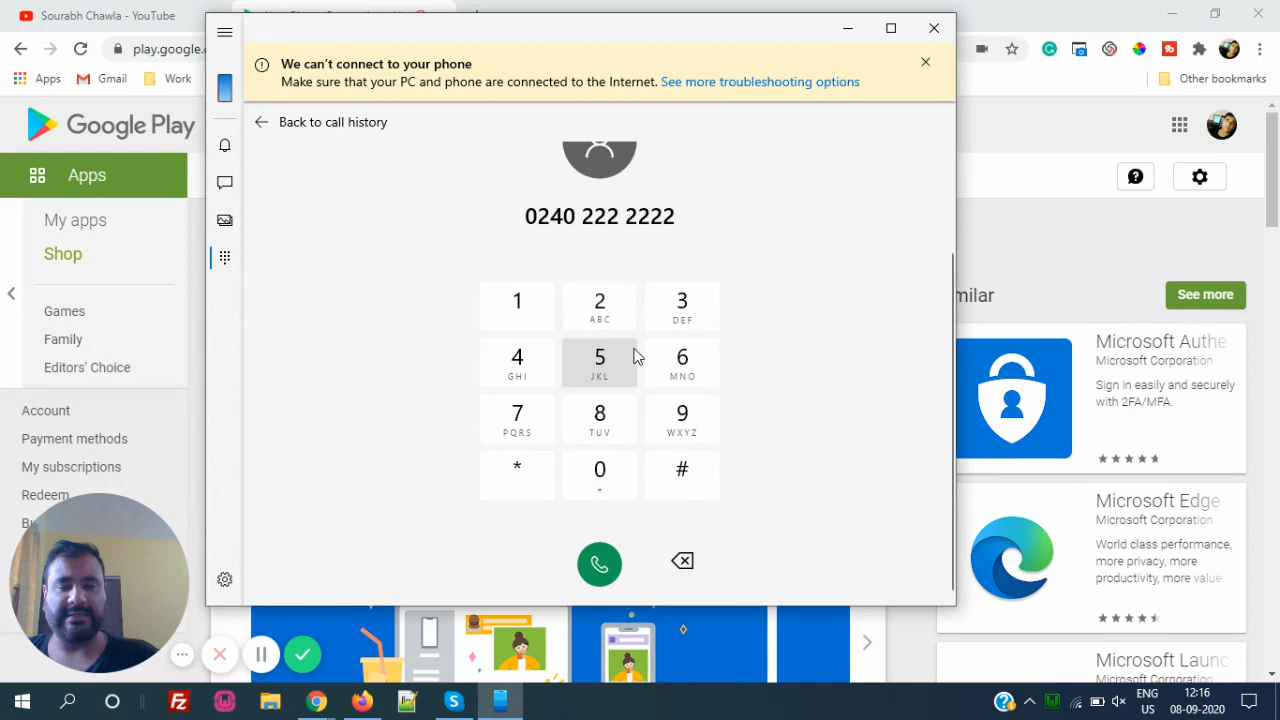 Sourabh Chawla - YouTube
play.google.c
Apps
Gmail
Work
Other bookmarks
We can't connect to your phone
Make sure that your PC and phone are connected to the Internet. See more troubleshooting options
Back to call history
Google Play
Apps
My apps
Shop
Games
Family
Editors' Choice
Account
Payment methods
My subscriptions
Redeem
0240 222 2222
1
2
ABC
3
DEF
4
GHI
5
JKL
6
MNO
7
PQRS
8
TUV
9
WXYZ
*
0
+
#
milar
See more
Microsoft Authe
Microsoft Corporation
Sign in easily and securely
with 2FA/MFA.
Microsoft Edge
Microsoft Corporation
World class performance,
more privacy, more
productivity, more value
Microsoft Launc
Microsoft Corporation
ENG
US
12:16
08-09-2020